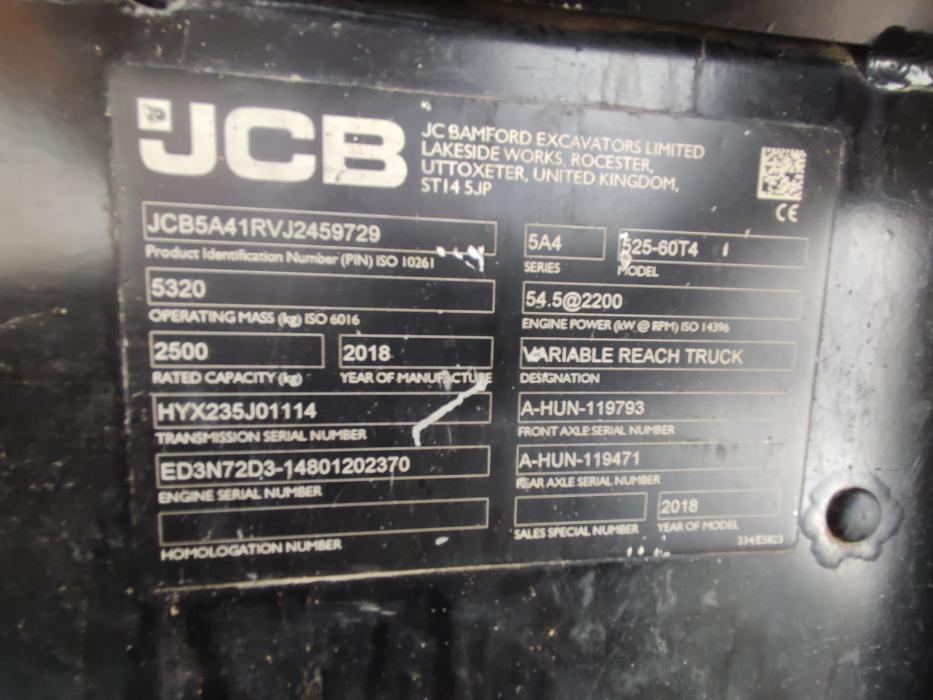 JCB
JC BAMFORD EXCAVATORS LIMITED
LAKESIDE WORKS, ROCESTER,
UTTOXETER, UNITED KINGDOM,
ST14 5JP
CE
JCB5A41RVJ2459729
Product Identification Number (PIN) ISO 10261
5A4
SERIES
525-60T4
MODEL
5320
OPERATING MASS (kg) ISO 6016
54.5@2200
ENGINE POWER (kW @ RPM) ISO 14396
2500
RATED CAPACITY (kg)
2018
YEAR OF MANUFACTURE
VARIABLE REACH TRUCK
DESIGNATION
HYX235J01114
TRANSMISSION SERIAL NUMBER
A-HUN-119793
FRONT AXLE SERIAL NUMBER
ED3N72D3-14801202370
ENGINE SERIAL NUMBER
A-HUN-119471
REAR AXLE SERIAL NUMBER
HOMOLOGATION NUMBER
SALES SPECIAL NUMBER
2018
YEAR OF MODEL
334/E5823